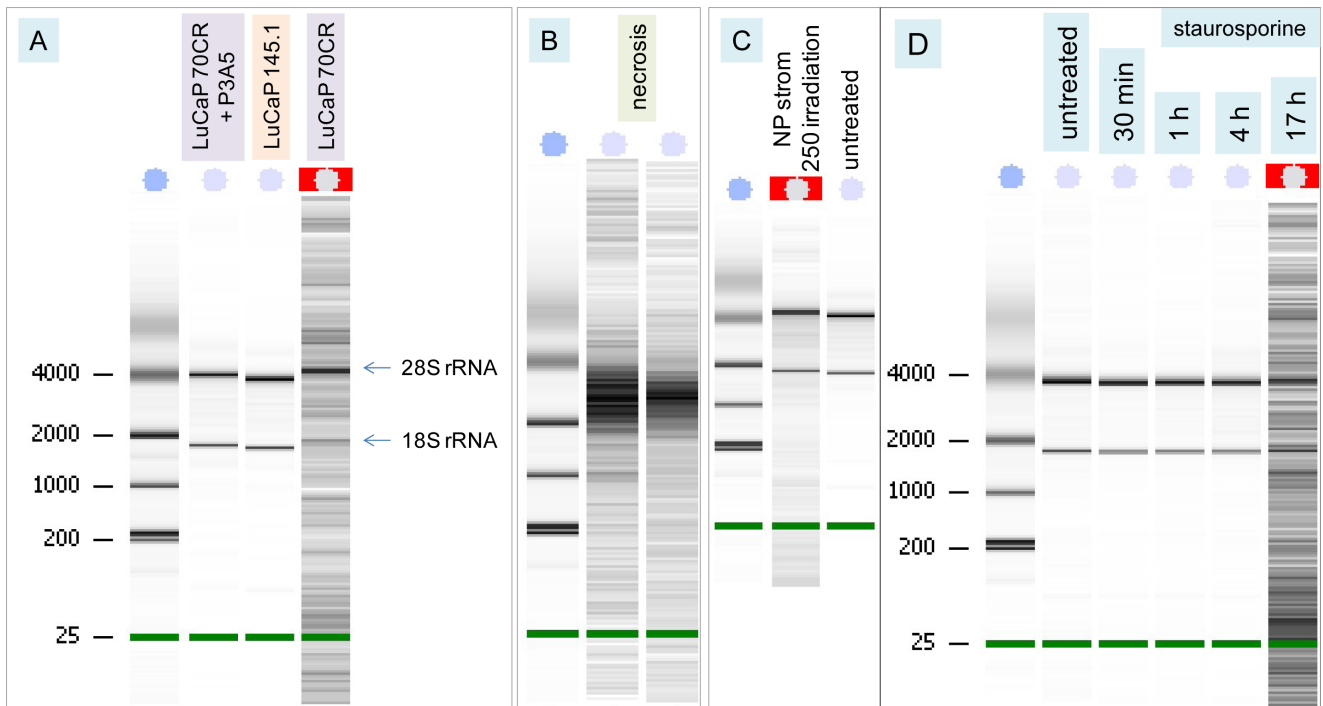 A
LuCaP 70CR
+ P3A5
LuCaP 145.1
LuCaP 70CR
4000
2000
1000
200
25
28S rRNA
18S rRNA
B
necrosis
C
NP strom
250 irradiation
untreated
D
staurosporine
untreated
30 min
1 h
4 h
17 h
4000
2000
1000
200
25